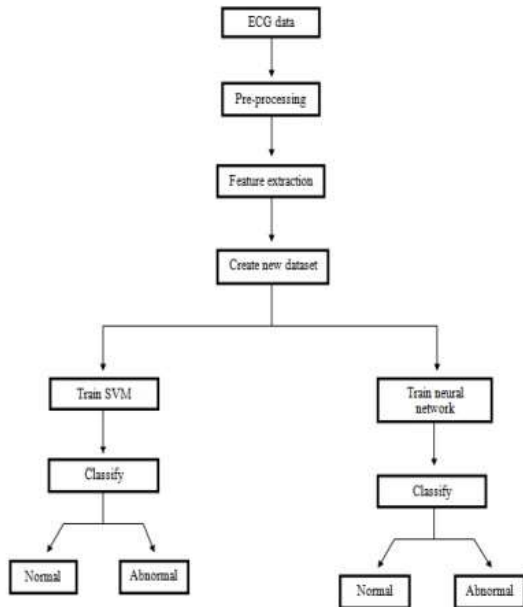 ECG data
Pre-processing
Feature extraction
Create new dataset
Train SVM
Train neural
network
Classify
Classify
Normal
Abnormal
Normal
Abnormal